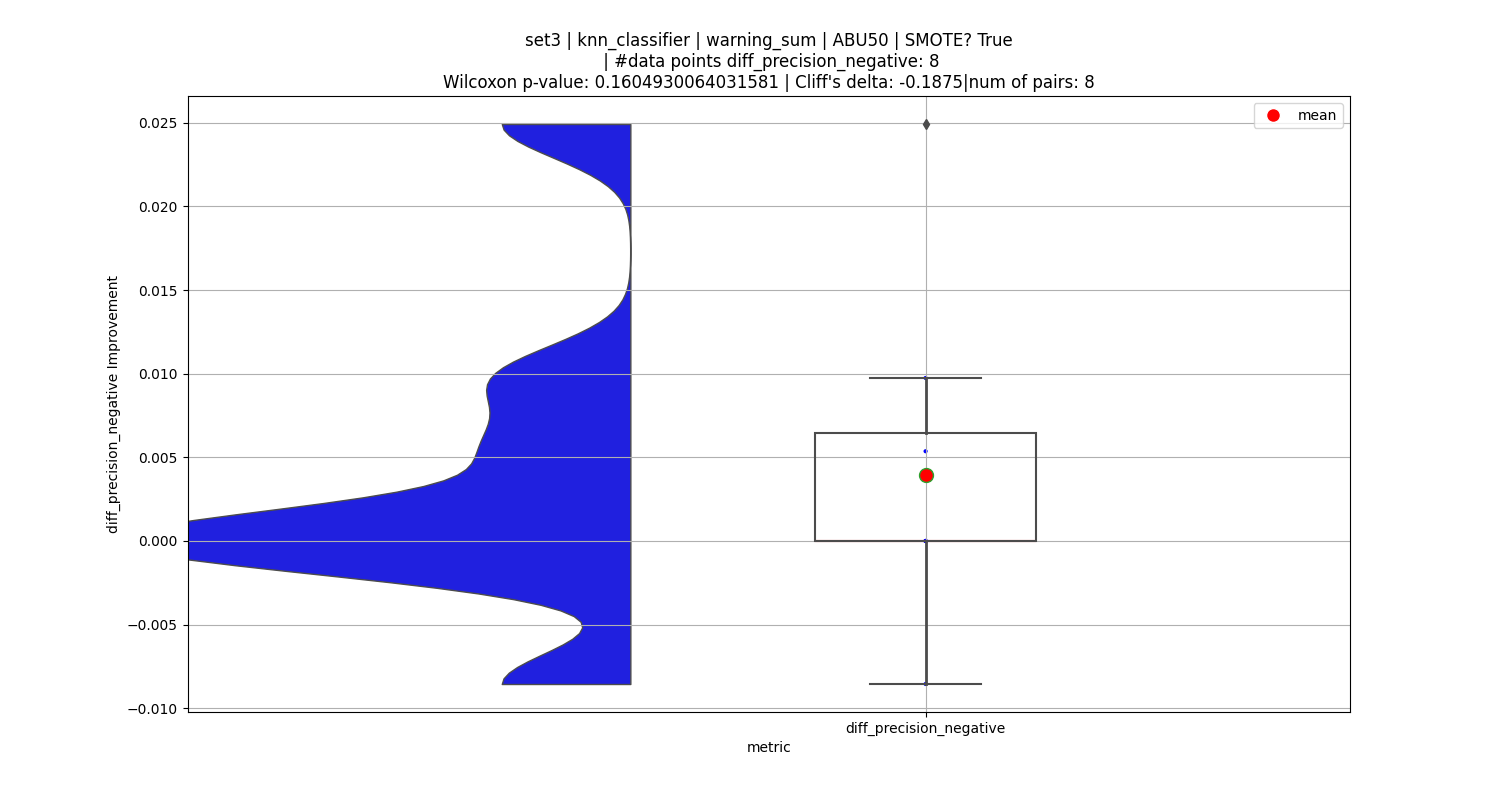 set3 | knn_classifier | warning_sum | ABU50 | SMOTE? True
| #data points diff_precision_negative: 8
Wilcoxon p-value: 0.1604930064031581 | Cliff's delta: -0.1875|num of pairs: 8
mean
diff_precision_negative Improvement
0.025
0.020
0.015
0.010
0.005
0.000
−0.005
−0.010
diff_precision_negative
metric